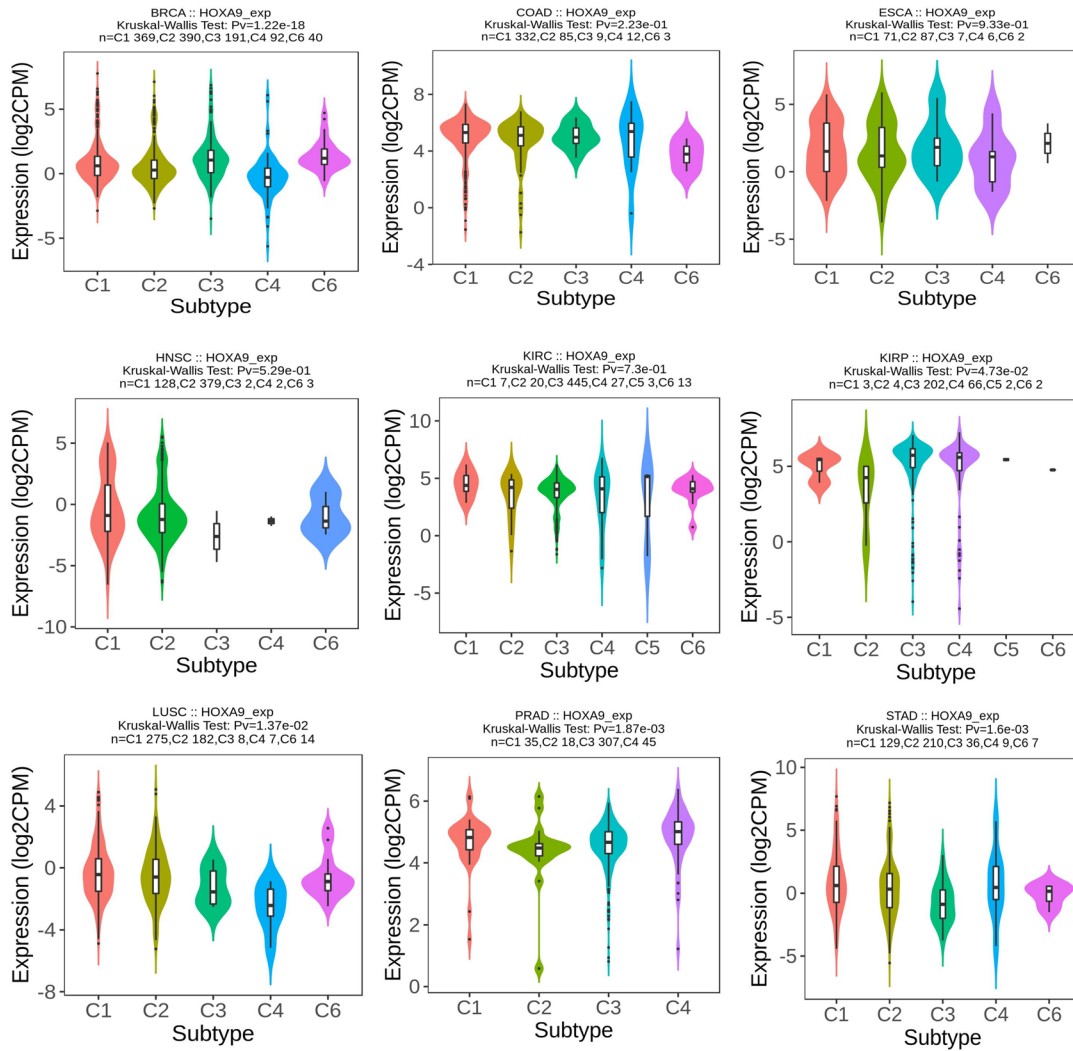 BRCA :: HOXA9_exp
Kruskal-Wallis Test: Pv=1.22e-18
n=C1 369,C2 390,C3 191,C4 92,C6 40
Expression (log2CPM)
5
0
-5
C1 C2 C3 C4 C6
Subtype
COAD :: HOXA9_exp
Kruskal-Wallis Test: Pv=2.23e-01
n=C1 332,C2 85,C3 9,C4 12,C6 3
Expression (log2CPM)
8
4
0
-4
C1 C2 C3 C4 C6
Subtype
ESCA :: HOXA9_exp
Kruskal-Wallis Test: Pv=9.33e-01
n=C1 71,C2 87,C3 7,C4 6,C6 2
Expression (log2CPM)
5
0
-5
C1 C2 C3 C4 C6
Subtype
HNSC :: HOXA9_exp
Kruskal-Wallis Test: Pv=5.29e-01
n=C1 128,C2 379,C3 2,C4 2,C6 3
Expression (log2CPM)
5
0
-5
-10
C1 C2 C3 C4 C6
Subtype
KIRC :: HOXA9_exp
Kruskal-Wallis Test: Pv=7.3e-01
n=C1 7,C2 20,C3 445,C4 27,C5 3,C6 13
Expression (log2CPM)
10
5
0
-5
C1 C2 C3 C4 C5 C6
Subtype
KIRP :: HOXA9_exp
Kruskal-Wallis Test: Pv=4.73e-02
n=C1 3,C2 4,C3 202,C4 66,C5 2,C6 2
Expression (log2CPM)
5
0
-5
C1 C2 C3 C4 C5 C6
Subtype
LUSC :: HOXA9_exp
Kruskal-Wallis Test: Pv=1.37e-02
n=C1 275,C2 182,C3 8,C4 7,C6 14
Expression (log2CPM)
4
0
-4
-8
C1 C2 C3 C4 C6
Subtype
PRAD :: HOXA9_exp
Kruskal-Wallis Test: Pv=1.87e-03
n=C1 35,C2 18,C3 307,C4 45
Expression (log2CPM)
6
4
2
0
C1 C2 C3 C4
Subtype
STAD :: HOXA9_exp
Kruskal-Wallis Test: Pv=1.6e-03
n=C1 129,C2 210,C3 36,C4 9,C6 7
Expression (log2CPM)
10
5
0
-5
C1 C2 C3 C4 C6
Subtype